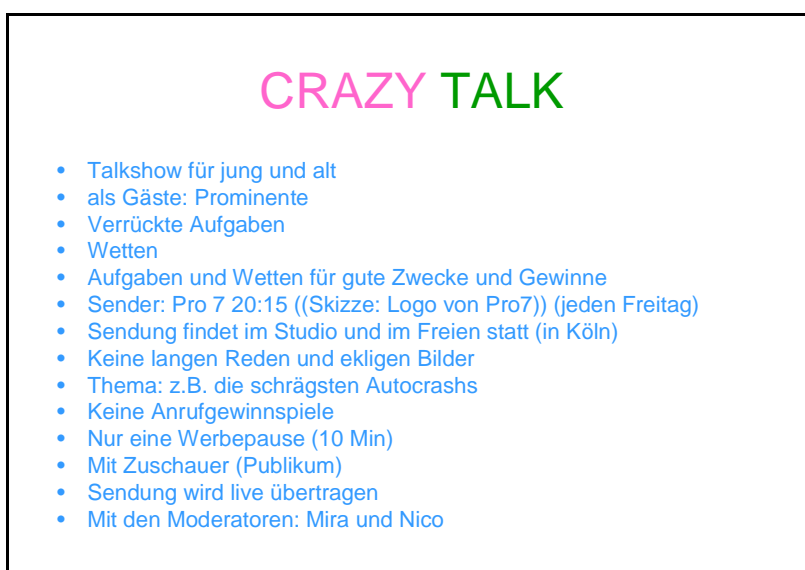 CRAZY TALK
• Talkshow für jung und alt
• als Gäste: Prominente
• Verrückte Aufgaben
• Wetten
• Aufgaben und Wetten für gute Zwecke und Gewinne
• Sender: Pro 7 20:15 ((Skizze: Logo von Pro7)) (jeden Freitag)
• Sendung findet im Studio und im Freien statt (in Köln)
• Keine langen Reden und ekligen Bilder
• Thema: z.B. die schrägsten Autocrashs
• Keine Anrufgewinnspiele
• Nur eine Werbepause (10 Min)
• Mit Zuschauer (Publikum)
• Sendung wird live übertragen
• Mit den Moderatoren: Mira und Nico